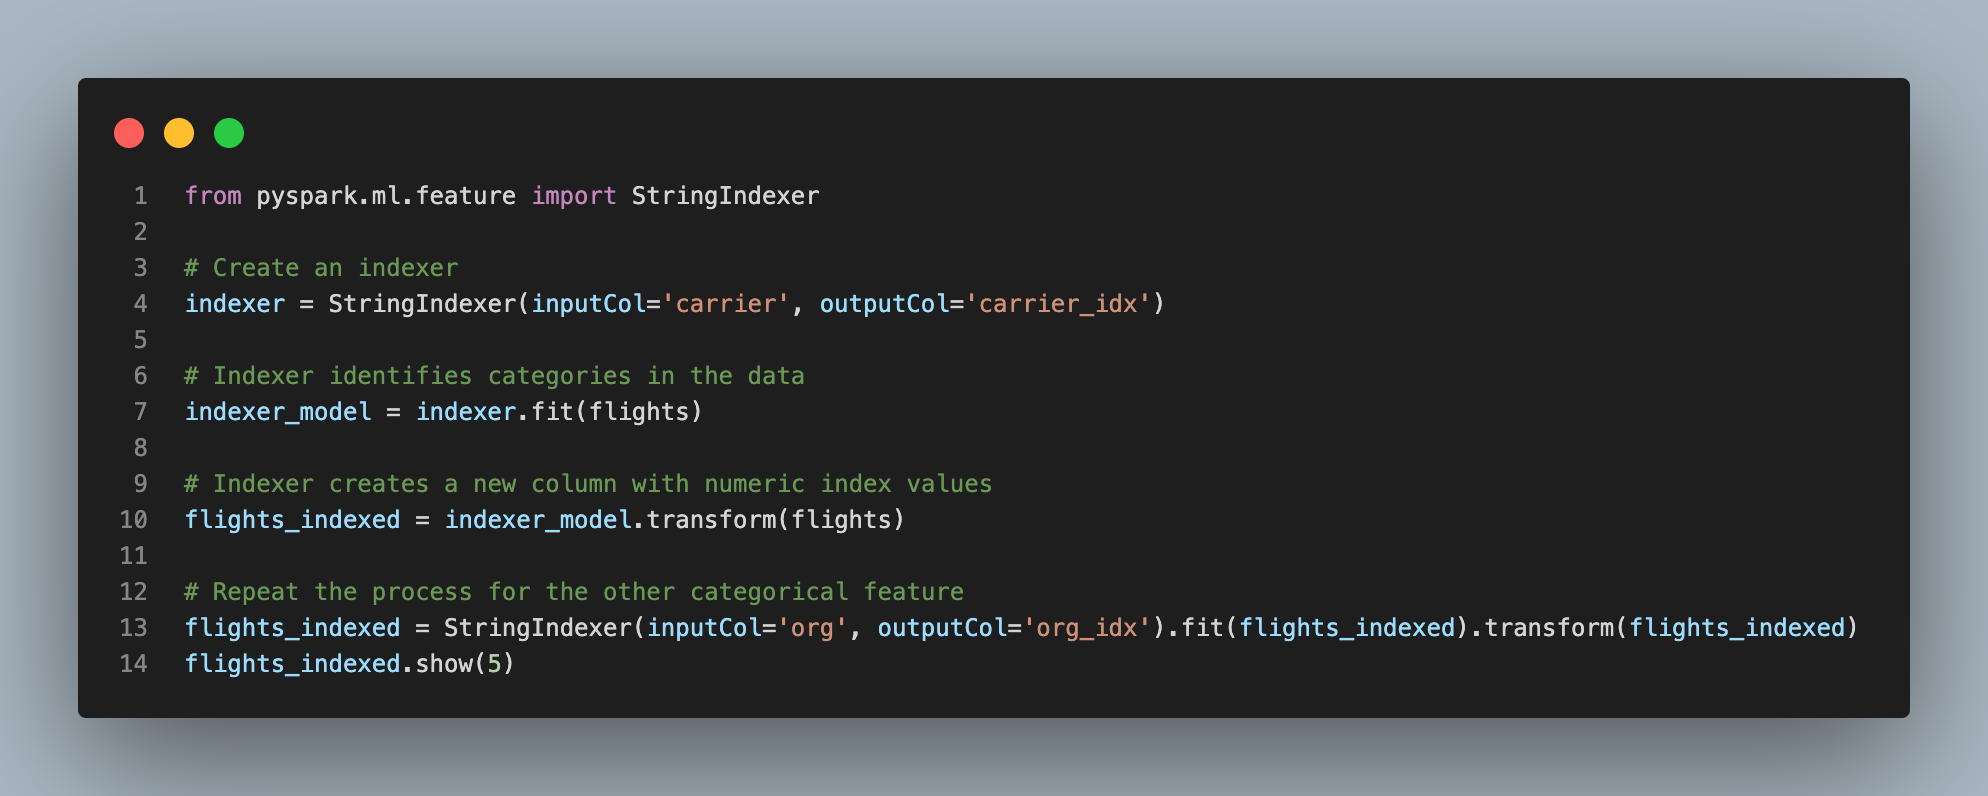 1 from pyspark.ml.feature import StringIndexer
2
3 # Create an indexer
4 indexer = StringIndexer(inputCol='carrier', outputCol='carrier_idx')
5
6 # Indexer identifies categories in the data
7 indexer_model = indexer.fit(flights)
8
9 # Indexer creates a new column with numeric index values
10 flights_indexed = indexer_model.transform(flights)
11
12 # Repeat the process for the other categorical feature
13 flights_indexed = StringIndexer(inputCol='org', outputCol='org_idx').fit(flights_indexed).transform(flights_indexed)
14 flights_indexed.show(5)